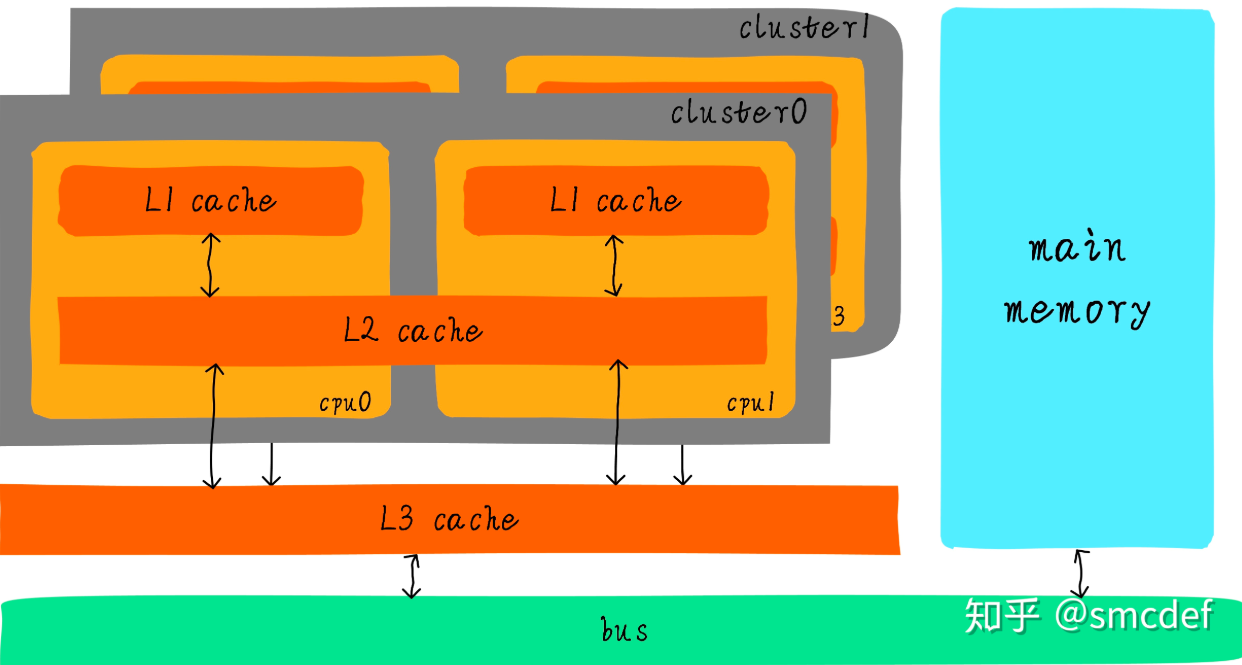 cluster1
cluster0
L1 cache
L1 cache
L2 cache
3
cpu0
cpu1
main
memory
L3 cache
bus
知乎 @smcdef